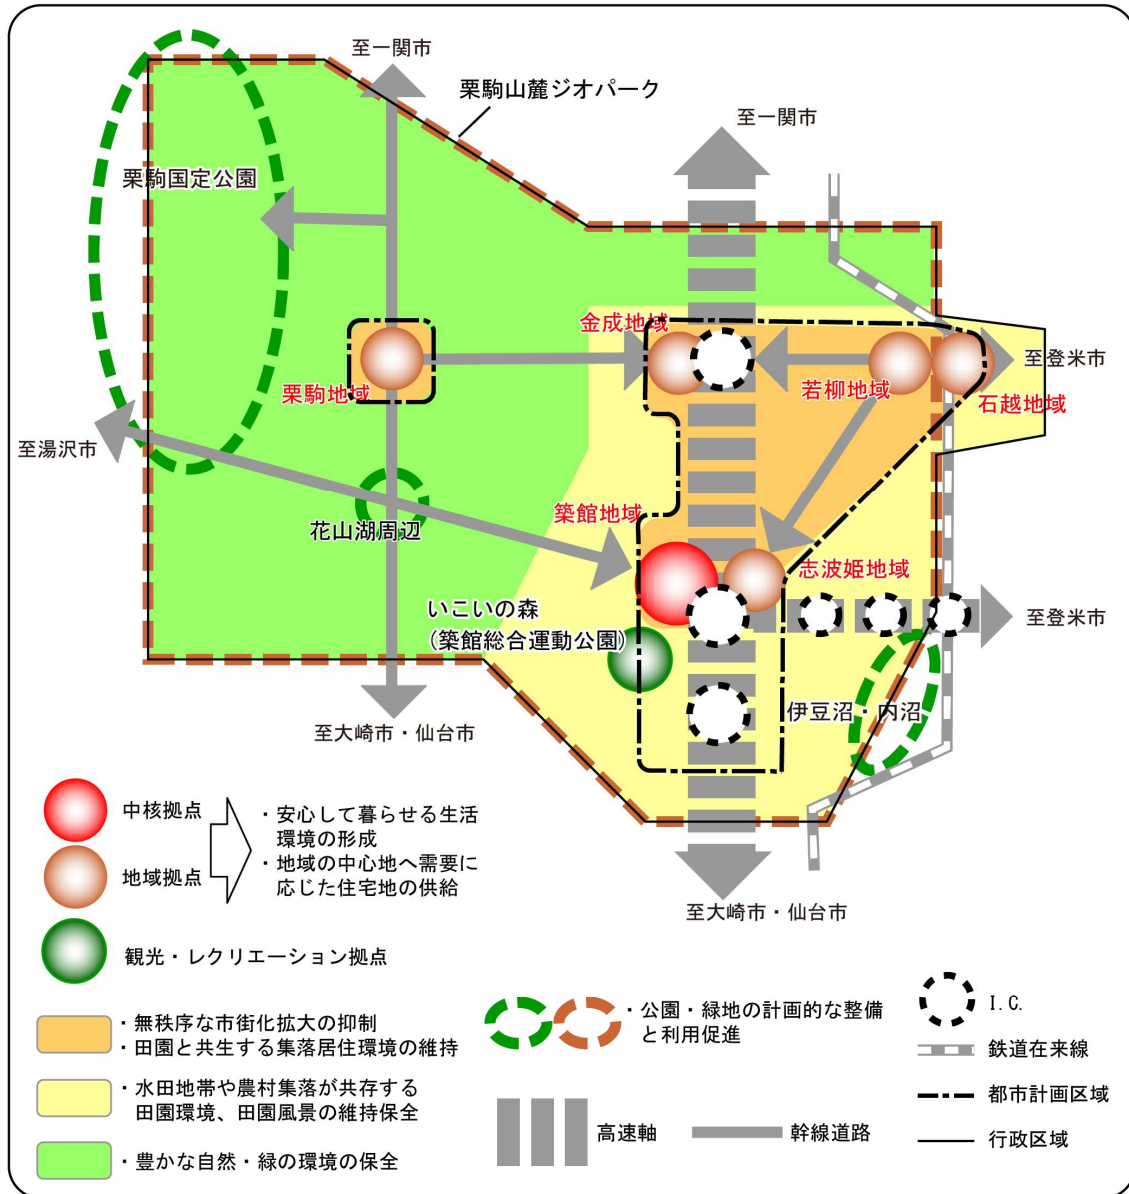 至一関市
栗駒山麓ジオパーク
至一関市
栗駒国定公園
金成地域
至登米市
栗駒地域
若柳地域
石越地域
至湯沢市
築館地域
花山湖周辺
志波姫地域
いこいの森
(築館総合運動公園)
至登米市
伊豆沼・内沼
至大崎市・仙台市
至大崎市・仙台市
中核拠点
地域拠点
・安心して暮らせる生活
環境の形成
・地域の中心地へ需要に
応じた住宅地の供給
観光・レクリエーション拠点
・無秩序な市街化拡大の抑制
・田園と共生する集落居住環境の維持
・水田地帯や農村集落が共存する
田園環境、田園風景の維持保全
・豊かな自然・緑の環境の保全
・公園・緑地の計画的な整備
と利用促進
高速軸
幹線道路
I.C.
鉄道在来線
都市計画区域
行政区域